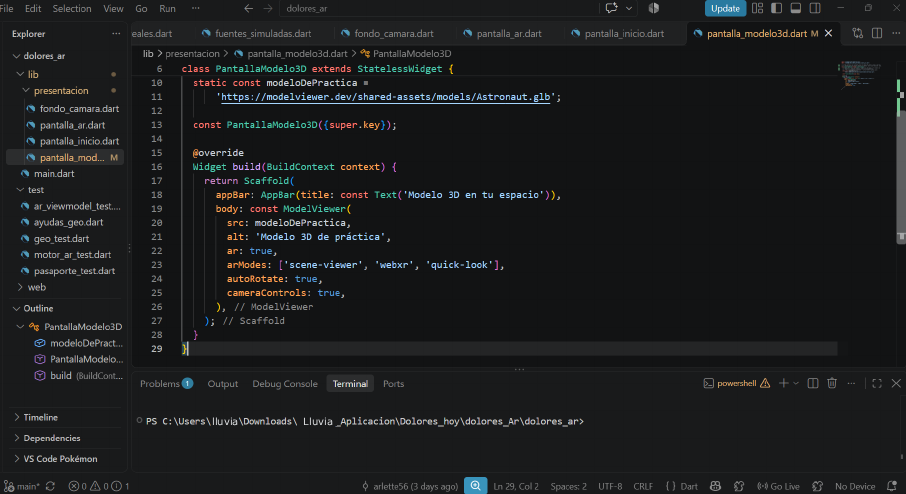 File Edit Selection View Go Run ··· dolores_ar Update
Explorer ···
dolores_ar
lib
presentacion
fondo_camara.dart
pantalla_ar.dart
pantalla_inicio.dart
pantalla_mod... M
main.dart
test
ar_viewmodel_test....
ayudas_geo.dart
geo_test.dart
motor_ar_test.dart
pasaporte_test.dart
web
Outline
PantallaModelo3D
modeloDePract...
PantallaModelo...
build (BuildCont...
Timeline
Dependencies
VS Code Pokémon
eales.dart fuentes_simuladas.dart fondo_camara.dart pantalla_ar.dart pantalla_inicio.dart pantalla_modelo3d.dart M
lib > presentacion > pantalla_modelo3d.dart > PantallaModelo3D
6 class PantallaModelo3D extends StatelessWidget {
10 static const modeloDePractica =
11 'https://modelviewer.dev/shared-assets/models/Astronaut.glb';
12
13 const PantallaModelo3D({super.key});
14
15 @override
16 Widget build(BuildContext context) {
17 return Scaffold(
18 appBar: AppBar(title: const Text('Modelo 3D en tu espacio')),
19 body: const ModelViewer(
20 src: modeloDePractica,
21 alt: 'Modelo 3D de práctica',
22 ar: true,
23 arModes: ['scene-viewer', 'webxr', 'quick-look'],
24 autoRotate: true,
25 cameraControls: true,
26 ), // ModelViewer
27 ); // Scaffold
28 }
29 }
Problems 1 Output Debug Console Terminal Ports powershell
PS C:\Users\lluvia\Downloads\ Lluvia _Aplicacion\Dolores_hoy\dolores_Ar\dolores_ar>
main* 0 0 1 arlette56 (3 days ago) Ln 29, Col 2 Spaces: 2 UTF-8 CRLF { } Dart Go Live No Device